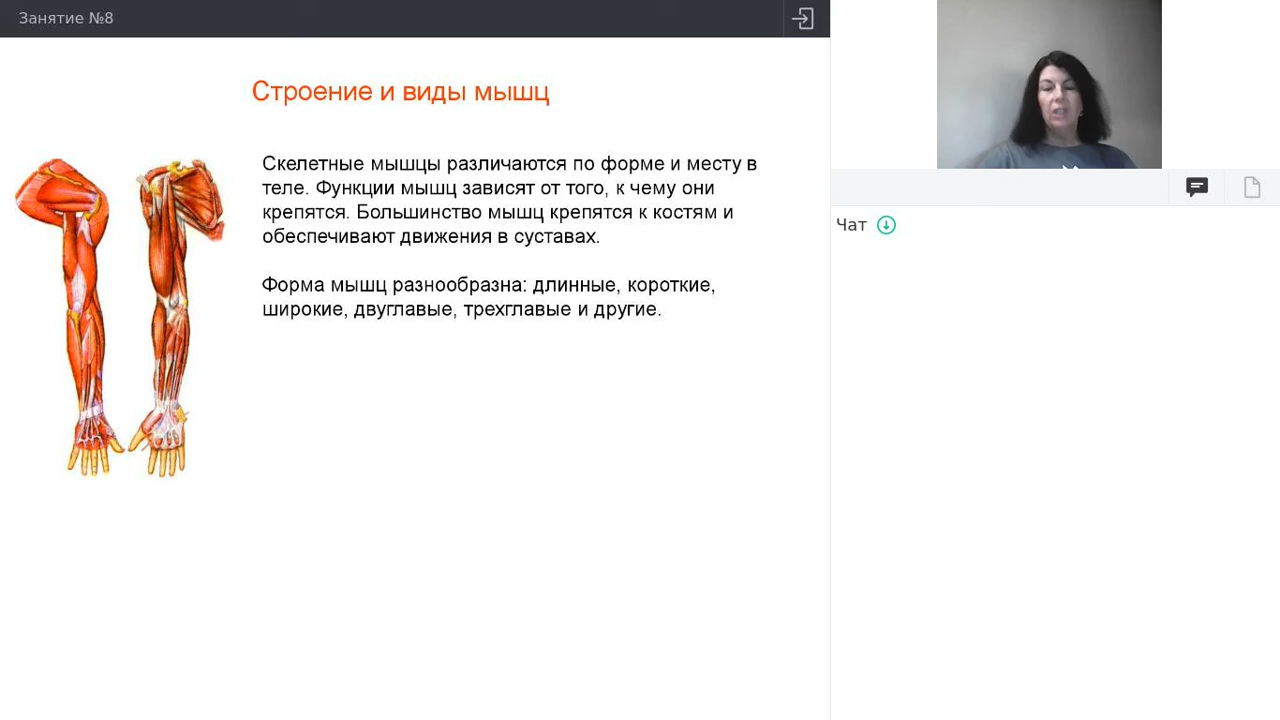 Занятие №8
Строение и виды мышц
Скелетные мышцы различаются по форме и месту в
теле. Функции мышц зависят от того, к чему они
крепятся. Большинство мышц крепятся к костям и
обеспечивают движения в суставах.
Форма мышц разнообразна: длинные, короткие,
широкие, двуглавые, трехглавые и другие.
Чат